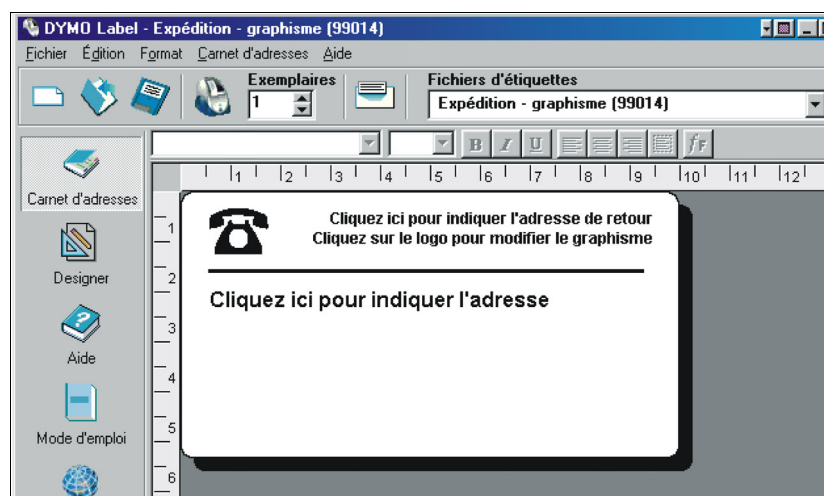 DYMO Label - Expédition - graphisme (99014)
Fichier Édition Format Carnet d'adresses Aide
Exemplaires
1
Fichiers d'étiquettes
Expédition - graphisme (99014)
B I U fF
1 2 3 4 5 6 7 8 9 10 11 12
Carnet d'adresses
Designer
Aide
Mode d'emploi
1
2
3
4
5
6
Cliquez ici pour indiquer l'adresse de retour
Cliquez sur le logo pour modifier le graphisme
Cliquez ici pour indiquer l'adresse